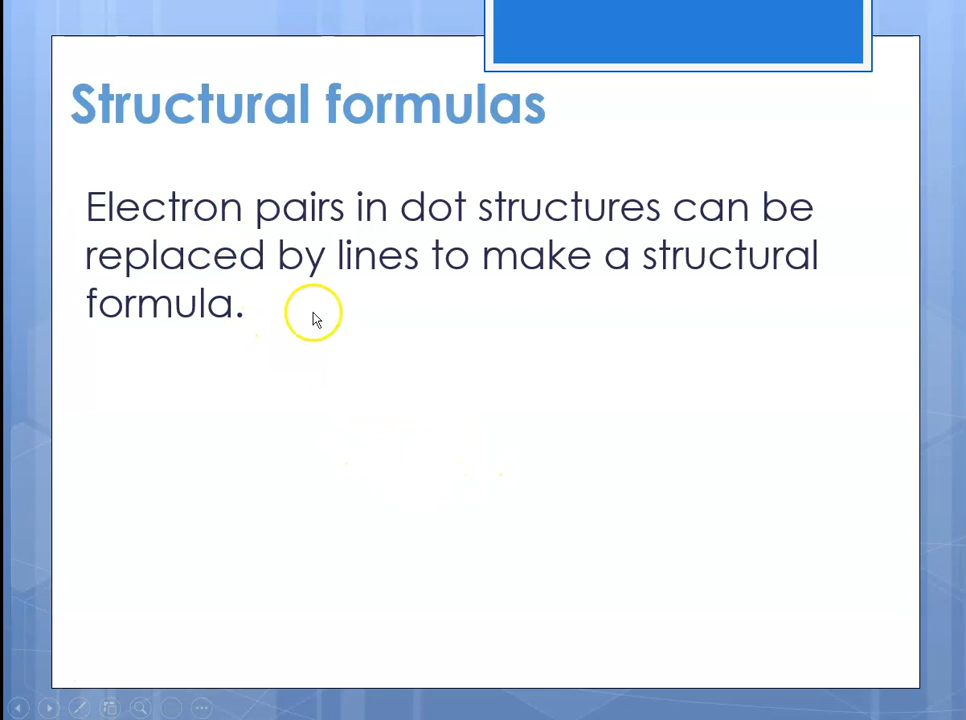 Structural formulas
Electron pairs in dot structures can be
replaced by lines to make a structural
formula.